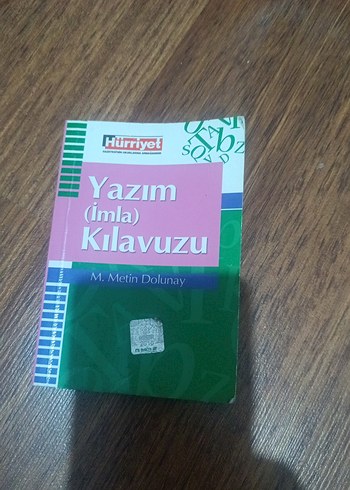 Hürriyet
Yazım
(İmla)
Kılavuzu
M. Metin Dolunay